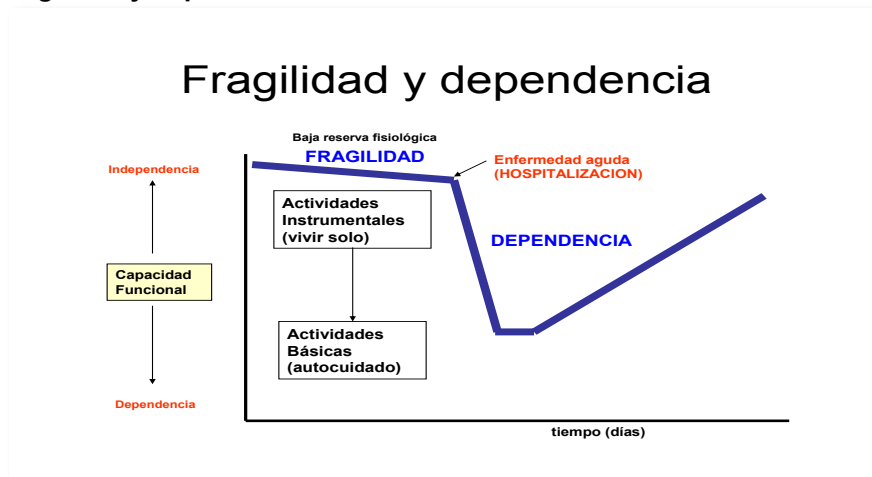 Fragilidad y dependencia
Baja reserva fisiológica
FRAGILIDAD
Independencia
Enfermedad aguda
(HOSPITALIZACION)
Actividades
Instrumentales
(vivir solo)
DEPENDENCIA
Capacidad
Funcional
Actividades
Básicas
(autocuidado)
Dependencia
tiempo (días)